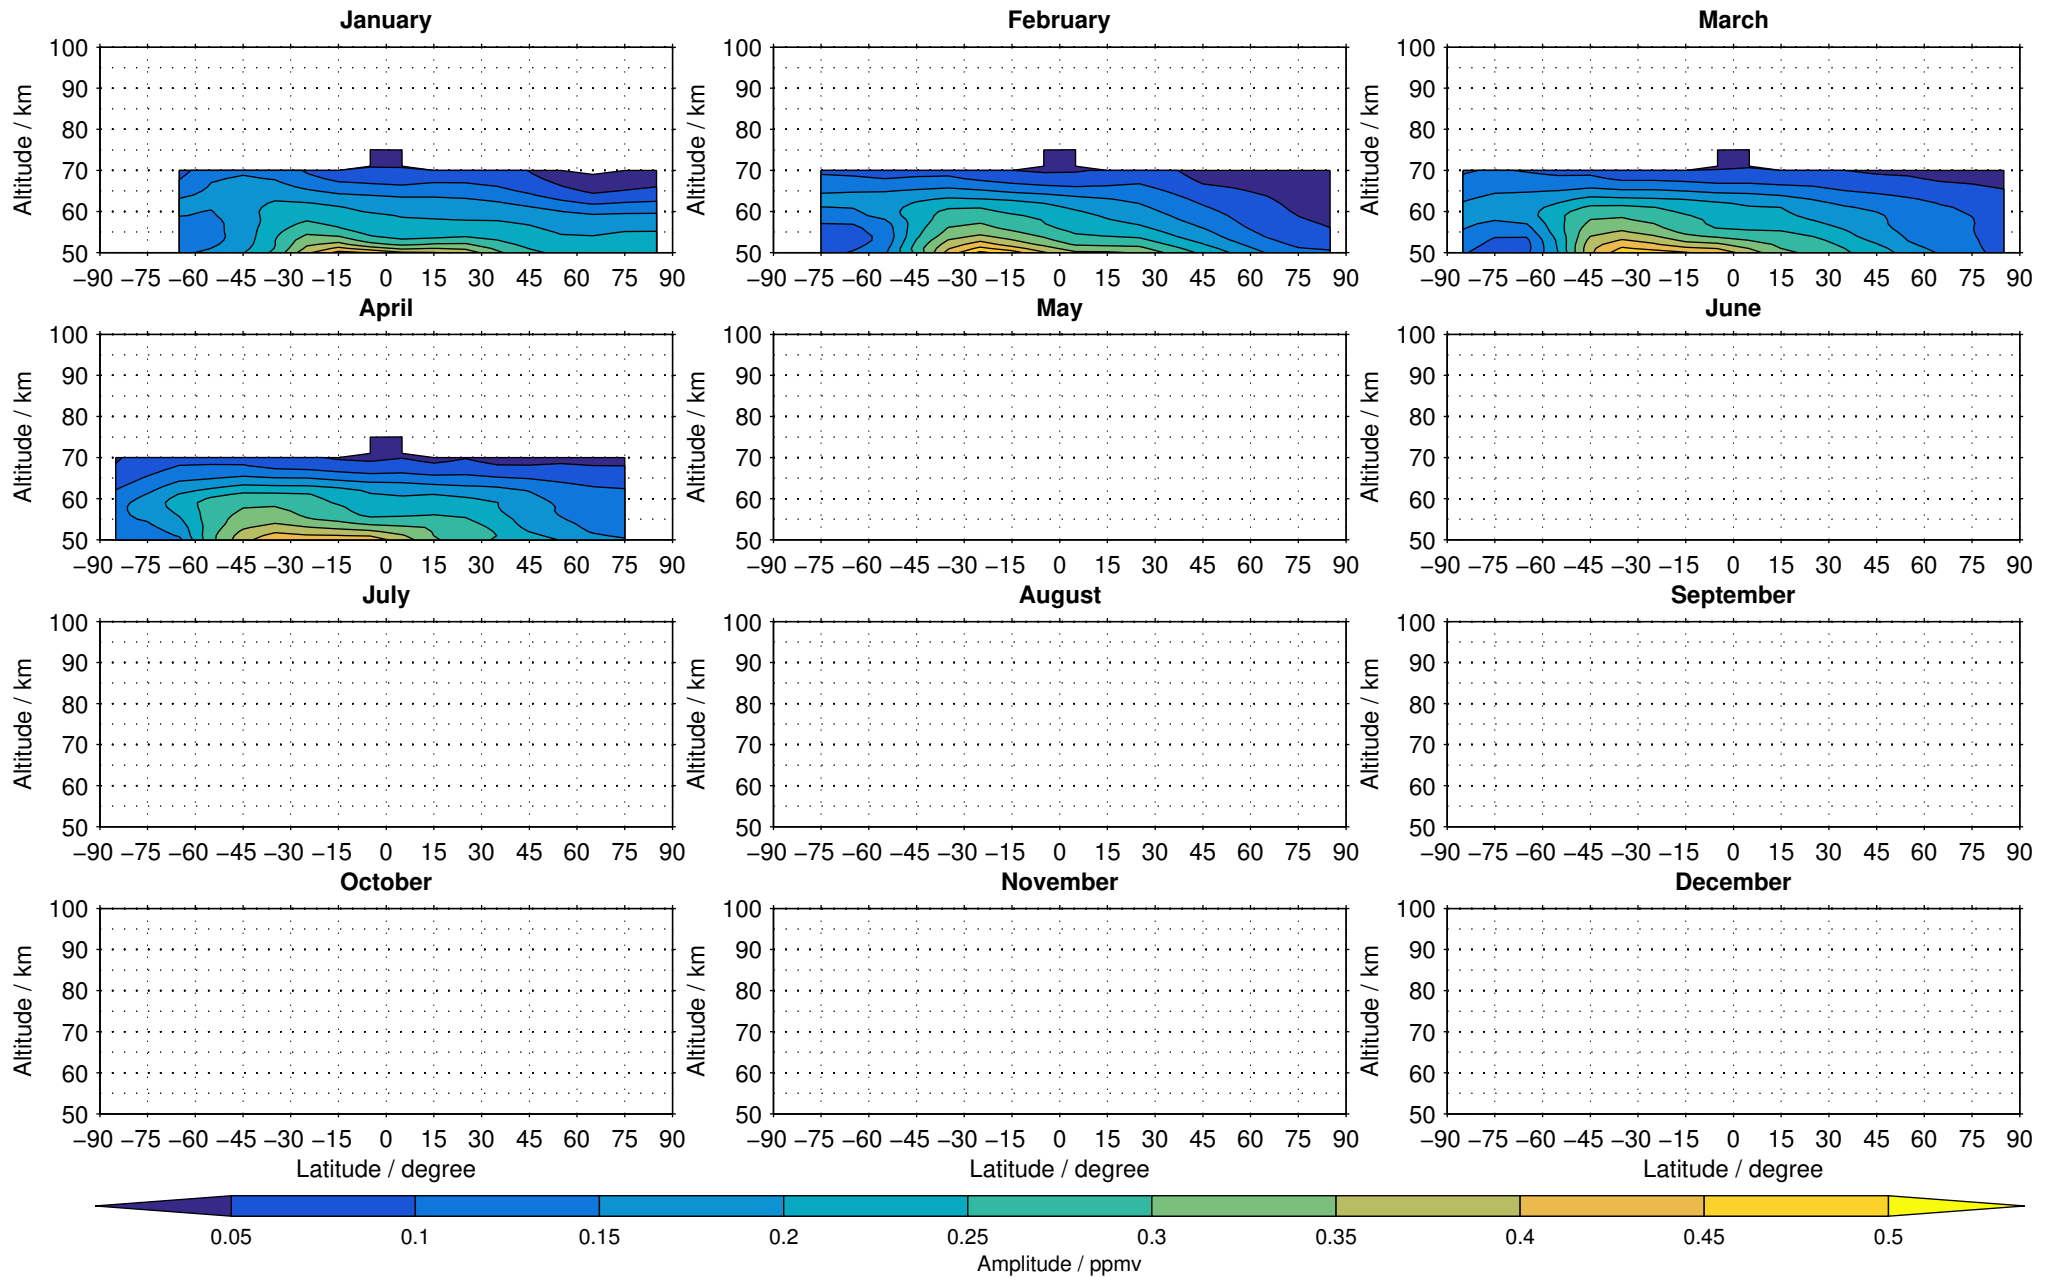 January February March
100 100 100
90 90 90
80 80 80
70 70 70
60 60 60
50 50 50
Altitude / km Altitude / km Altitude / km
−90 −75 −60 −45 −30 −15 0 15 30 45 60 75 90 −90 −75 −60 −45 −30 −15 0 15 30 45 60 75 90 −90 −75 −60 −45 −30 −15 0 15 30 45 60 75 90
April May June
100 100 100
90 90 90
80 80 80
70 70 70
60 60 60
50 50 50
Altitude / km Altitude / km Altitude / km
−90 −75 −60 −45 −30 −15 0 15 30 45 60 75 90 −90 −75 −60 −45 −30 −15 0 15 30 45 60 75 90 −90 −75 −60 −45 −30 −15 0 15 30 45 60 75 90
July August September
100 100 100
90 90 90
80 80 80
70 70 70
60 60 60
50 50 50
Altitude / km Altitude / km Altitude / km
−90 −75 −60 −45 −30 −15 0 15 30 45 60 75 90 −90 −75 −60 −45 −30 −15 0 15 30 45 60 75 90 −90 −75 −60 −45 −30 −15 0 15 30 45 60 75 90
October November December
100 100 100
90 90 90
80 80 80
70 70 70
60 60 60
50 50 50
Altitude / km Altitude / km Altitude / km
−90 −75 −60 −45 −30 −15 0 15 30 45 60 75 90 −90 −75 −60 −45 −30 −15 0 15 30 45 60 75 90 −90 −75 −60 −45 −30 −15 0 15 30 45 60 75 90
Latitude / degree Latitude / degree Latitude / degree
0.05 0.1 0.15 0.2 0.25 0.3 0.35 0.4 0.45 0.5
Amplitude / ppmv